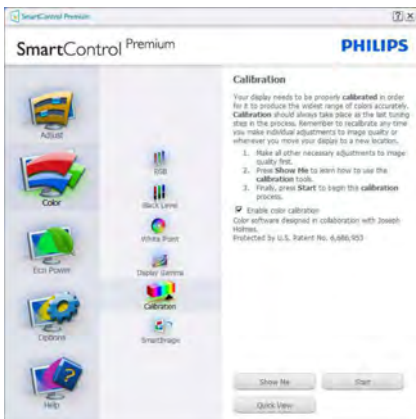 SmartControl Premium
SmartControl Premium
PHILIPS
Adjust
Color
Eco Power
Options
Help
RGB
Black Level
White Point
Display Gamma
Calibration
SmartImage
Calibration
Your display needs to be properly calibrated in order
for it to produce the widest range of colors accurately.
Calibration should always take place as the last tuning
step in the process. Remember to recalibrate any time
you make individual adjustments to image quality or
whenever you move your display to a new location.
1. Make all other necessary adjustments to image
quality first.
2. Press Show Me to learn how to use the
calibration tools.
3. Finally, press Start to begin the calibration
process.
Enable color calibration
Color software designed in collaboration with Joseph
Holmes.
Protected by U.S. Patent No. 6,686,953
Show Me
Start
Quick View